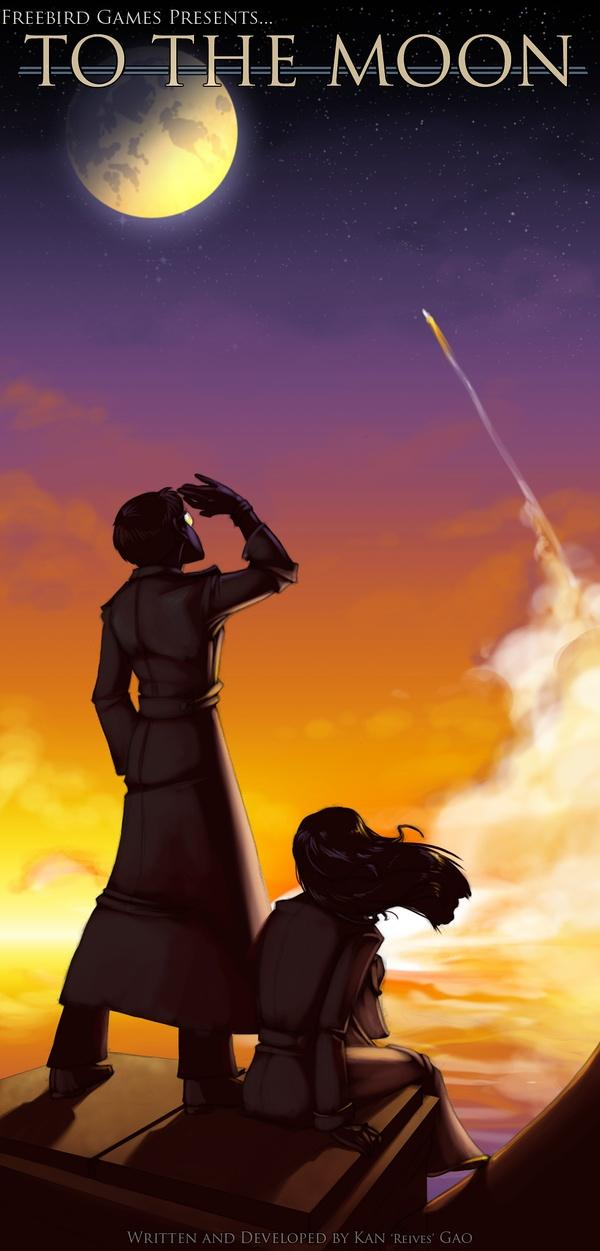 Freebird Games Presents...
TO THE MOON
Written and Developed by Kan 'Reives' Gao